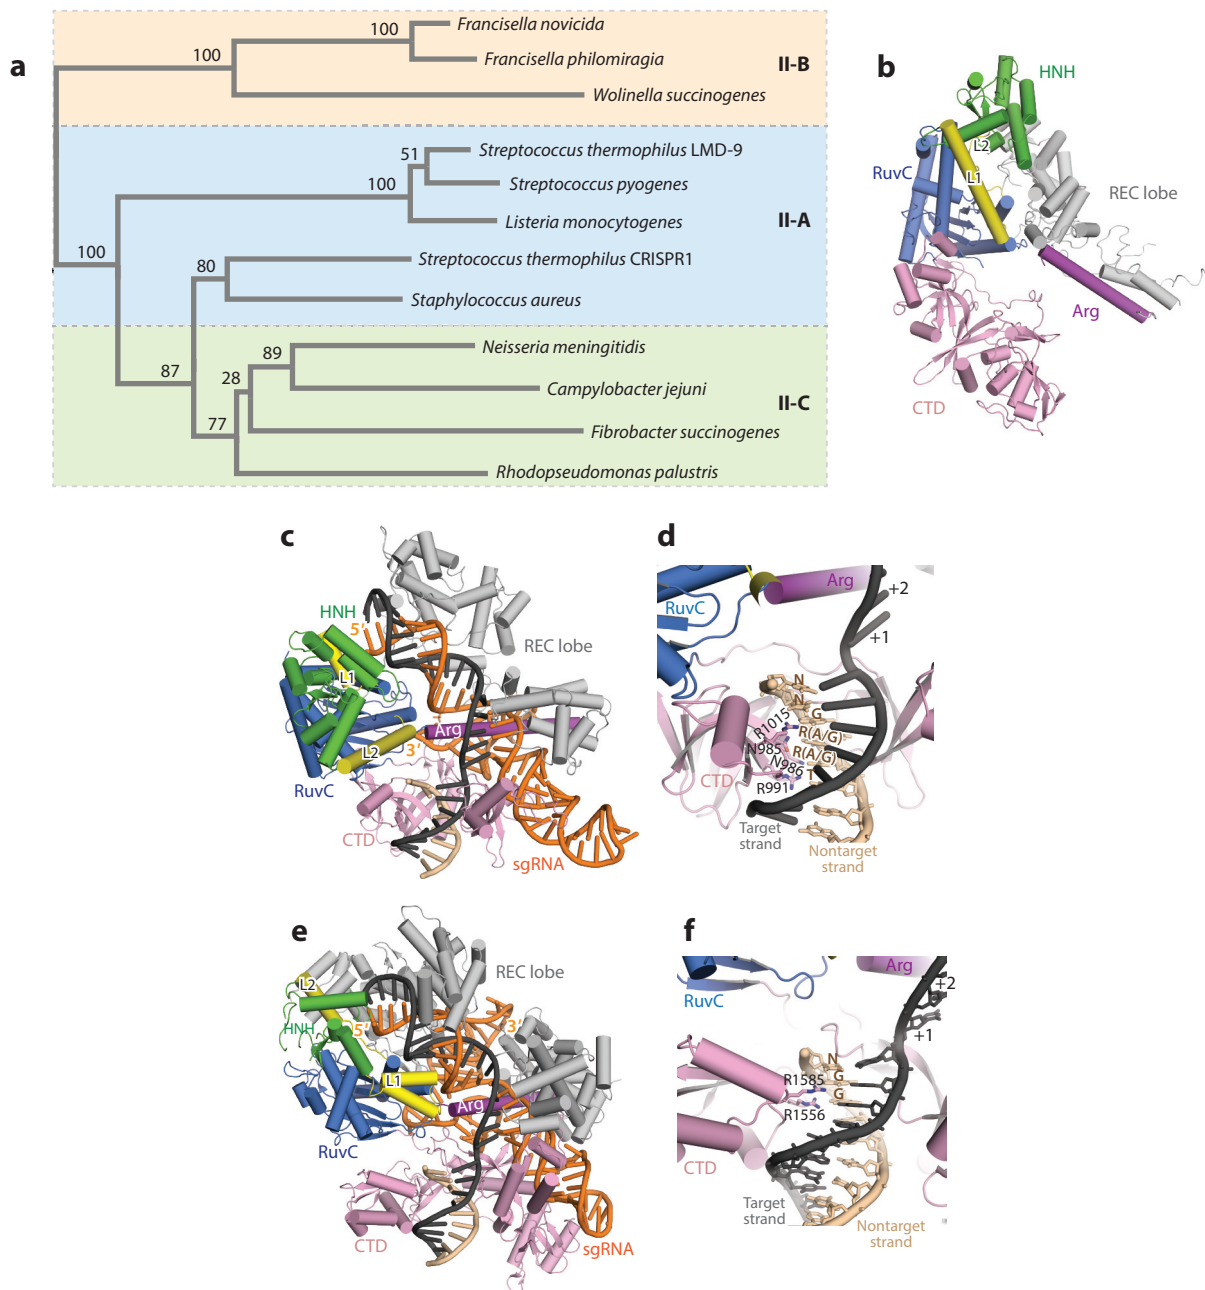 a
100
100
Francisella novicida
Francisella philomiragia
Wolinella succinogenes
II-B
100
100
51
Streptococcus thermophilus LMD-9
Streptococcus pyogenes
Listeria monocytogenes
II-A
80
Streptococcus thermophilus CRISPR1
Staphylococcus aureus
87
89
28
77
Neisseria meningitidis
Campylobacter jejuni
II-C
Fibrobacter succinogenes
Rhodopseudomonas palustris
b
HNH
L2
RuvC
L1
REC lobe
Arg
CTD
c
HNH
5′
L1
REC lobe
Arg
L2
3′
RuvC
CTD
sgRNA
d
Arg
+2
RuvC
+1
N
N
G
R1015
R(A/G)
N985
R(A/G)
N986
T
CTD
R991
Target
strand
Nontarget
strand
e
REC lobe
L2
HNH
5′
3′
L1
Arg
RuvC
CTD
sgRNA
f
Arg
+2
RuvC
+1
N
G
R1585
G
R1556
CTD
Target
strand
Nontarget
strand